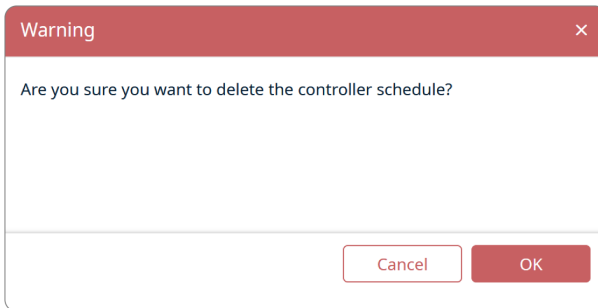 Warning
Are you sure you want to delete the controller schedule?
Cancel OK